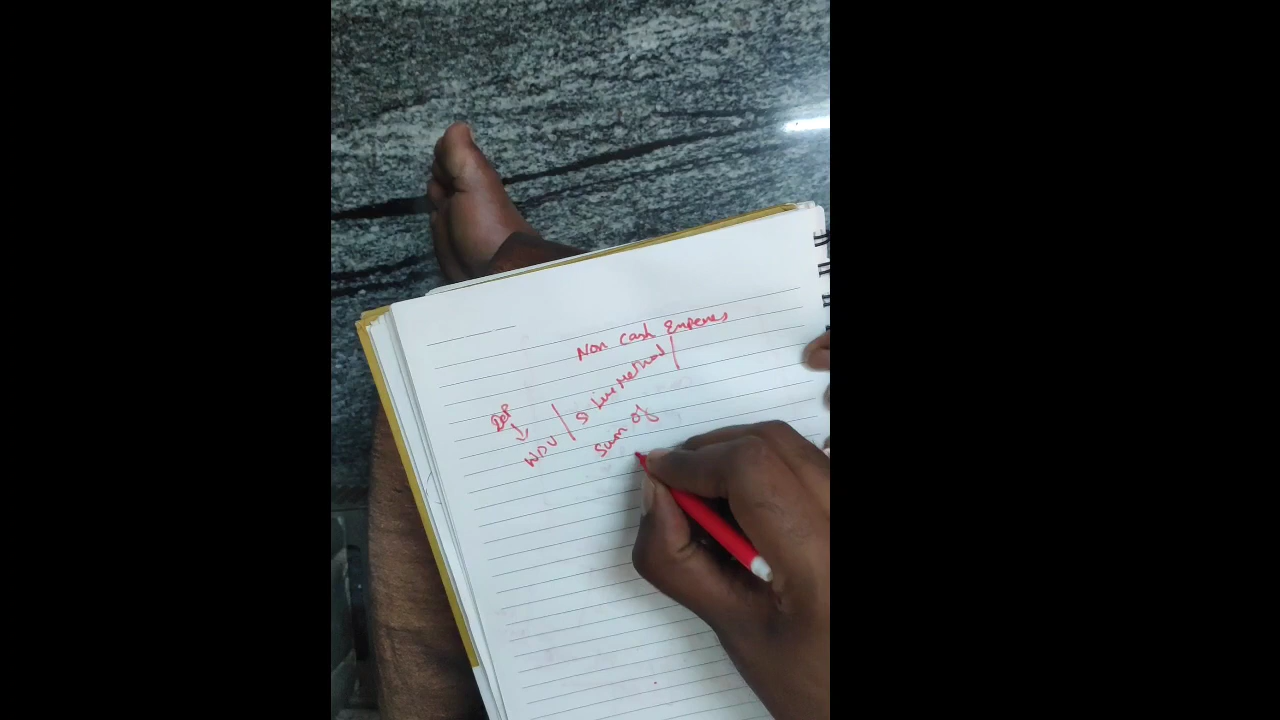 Non Cash Expenses
Dep
↓
WDV / S Line Method /
Sum of